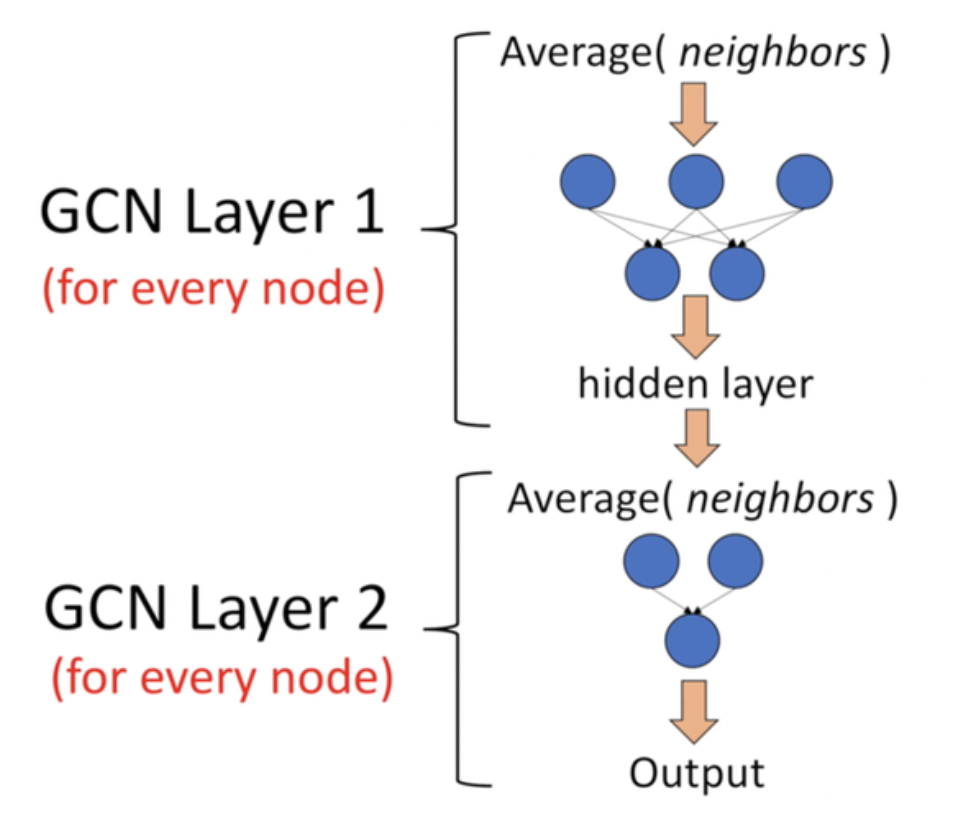 Average( neighbors )
GCN Layer 1
(for every node)
hidden layer
Average( neighbors )
GCN Layer 2
(for every node)
Output